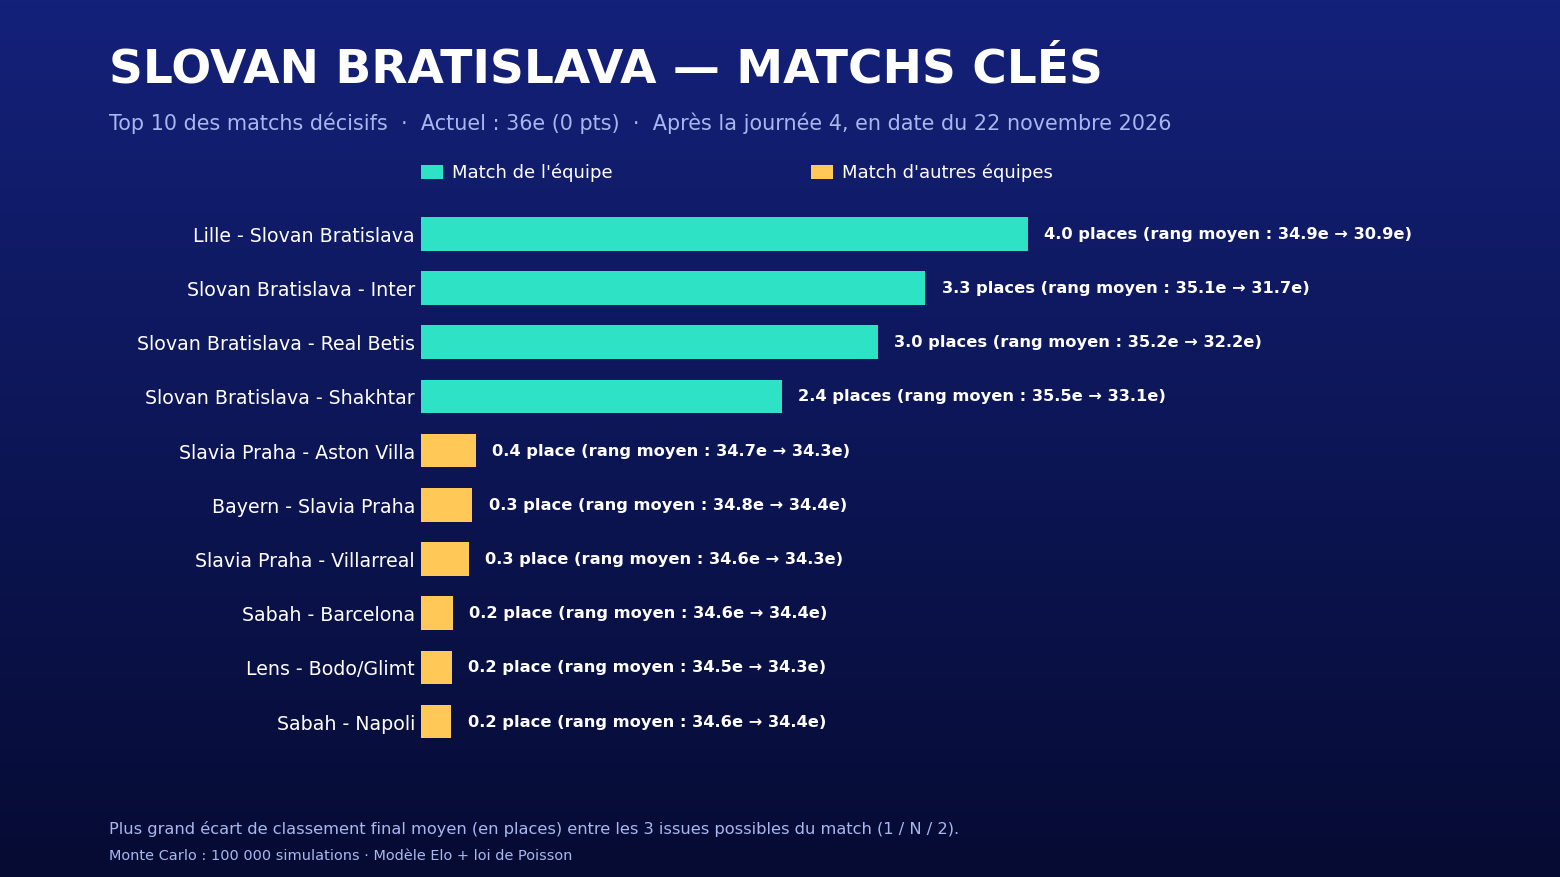 SLOVAN BRATISLAVA — MATCHS CLÉS
Top 10 des matchs décisifs · Actuel : 36e (0 pts) · Après la journée 4, en date du 22 novembre 2026
Match de l'équipe Match d'autres équipes
Lille - Slovan Bratislava 4.0 places (rang moyen : 34.9e → 30.9e)
Slovan Bratislava - Inter 3.3 places (rang moyen : 35.1e → 31.7e)
Slovan Bratislava - Real Betis 3.0 places (rang moyen : 35.2e → 32.2e)
Slovan Bratislava - Shakhtar 2.4 places (rang moyen : 35.5e → 33.1e)
Slavia Praha - Aston Villa 0.4 place (rang moyen : 34.7e → 34.3e)
Bayern - Slavia Praha 0.3 place (rang moyen : 34.8e → 34.4e)
Slavia Praha - Villarreal 0.3 place (rang moyen : 34.6e → 34.3e)
Sabah - Barcelona 0.2 place (rang moyen : 34.6e → 34.4e)
Lens - Bodo/Glimt 0.2 place (rang moyen : 34.5e → 34.3e)
Sabah - Napoli 0.2 place (rang moyen : 34.6e → 34.4e)
Plus grand écart de classement final moyen (en places) entre les 3 issues possibles du match (1 / N / 2).
Monte Carlo : 100 000 simulations · Modèle Elo + loi de Poisson